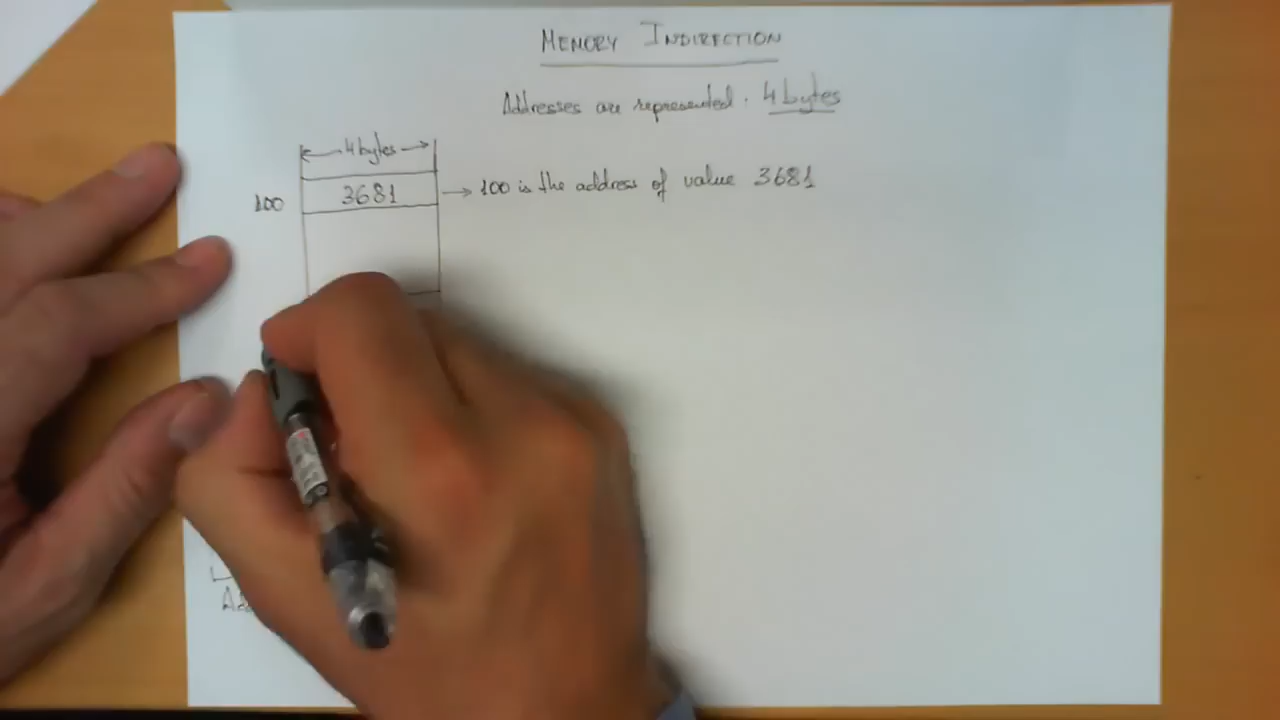 MEMORY INDIRECTION
Addresses are represented. 4 bytes
4 bytes
100 3681 → 100 is the address of value 3681